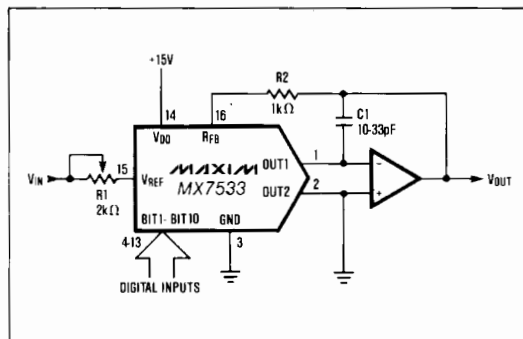 +15V
R2
1kΩ
C1
10-33pF
14
16
VDD
RFB
VIN
R1
2kΩ
15
VREF
MAXIM
MX7533
OUT1
1
OUT2
2
-
+
VOUT
BIT1- BIT10
GND
4-13
3
DIGITAL INPUTS